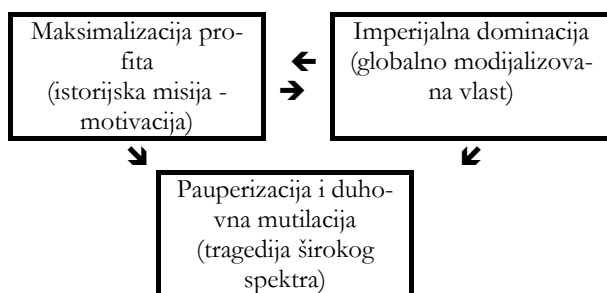 Maksimalizacija pro-
fita
(istorijska misija -
motivacija)
Imperijalna dominacija
(globalno modijalizova-
na vlast)
Pauperizacija i duho-
vna mutilacija
(tragedija širokog
spektra)